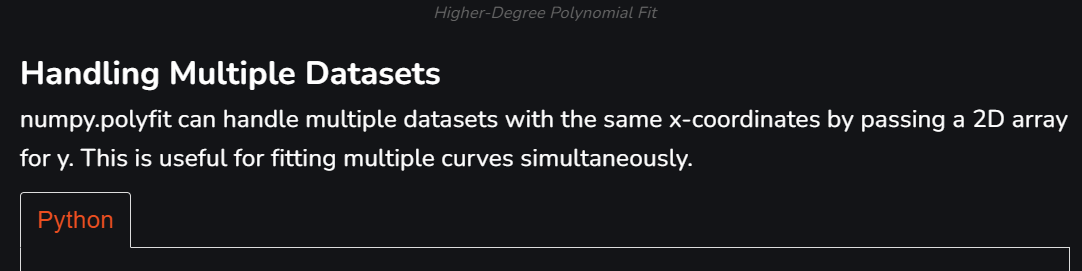 Higher-Degree Polynomial Fit
Handling Multiple Datasets
numpy.polyfit can handle multiple datasets with the same x-coordinates by passing a 2D array
for y. This is useful for fitting multiple curves simultaneously.
Python